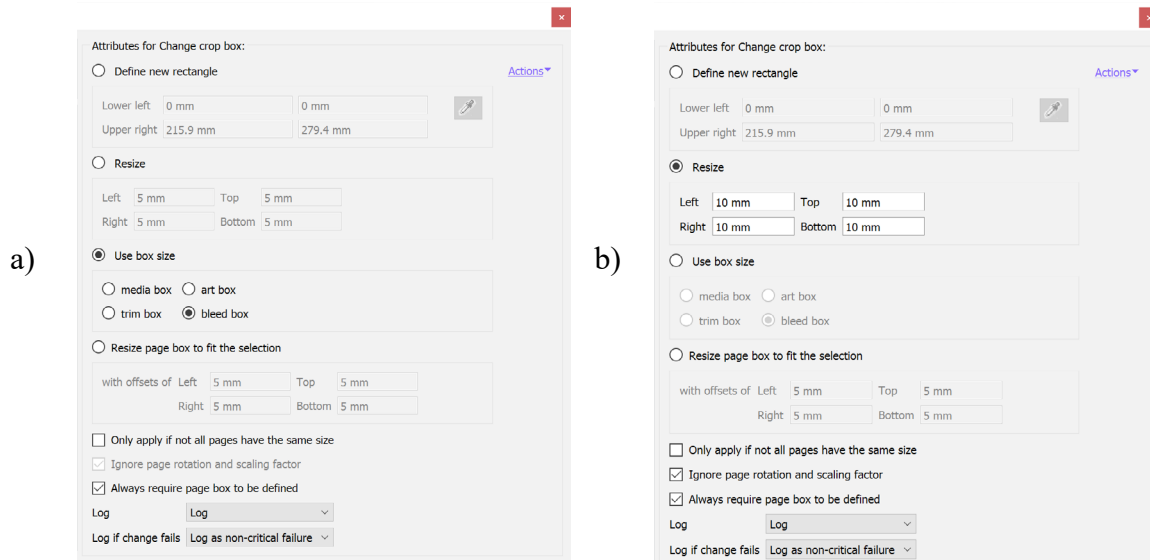 a)
Attributes for Change crop box:
Define new rectangle
Actions
Lower left 0 mm 0 mm
Upper right 215.9 mm 279.4 mm
Resize
Left 5 mm Top 5 mm
Right 5 mm Bottom 5 mm
Use box size
media box art box
trim box bleed box
Resize page box to fit the selection
with offsets of Left 5 mm Top 5 mm
Right 5 mm Bottom 5 mm
Only apply if not all pages have the same size
Ignore page rotation and scaling factor
Always require page box to be defined
Log Log
Log if change fails Log as non-critical failure
b)
Attributes for Change crop box:
Define new rectangle
Actions
Lower left 0 mm 0 mm
Upper right 215.9 mm 279.4 mm
Resize
Left 10 mm Top 10 mm
Right 10 mm Bottom 10 mm
Use box size
media box art box
trim box bleed box
Resize page box to fit the selection
with offsets of Left 5 mm Top 5 mm
Right 5 mm Bottom 5 mm
Only apply if not all pages have the same size
Ignore page rotation and scaling factor
Always require page box to be defined
Log Log
Log if change fails Log as non-critical failure